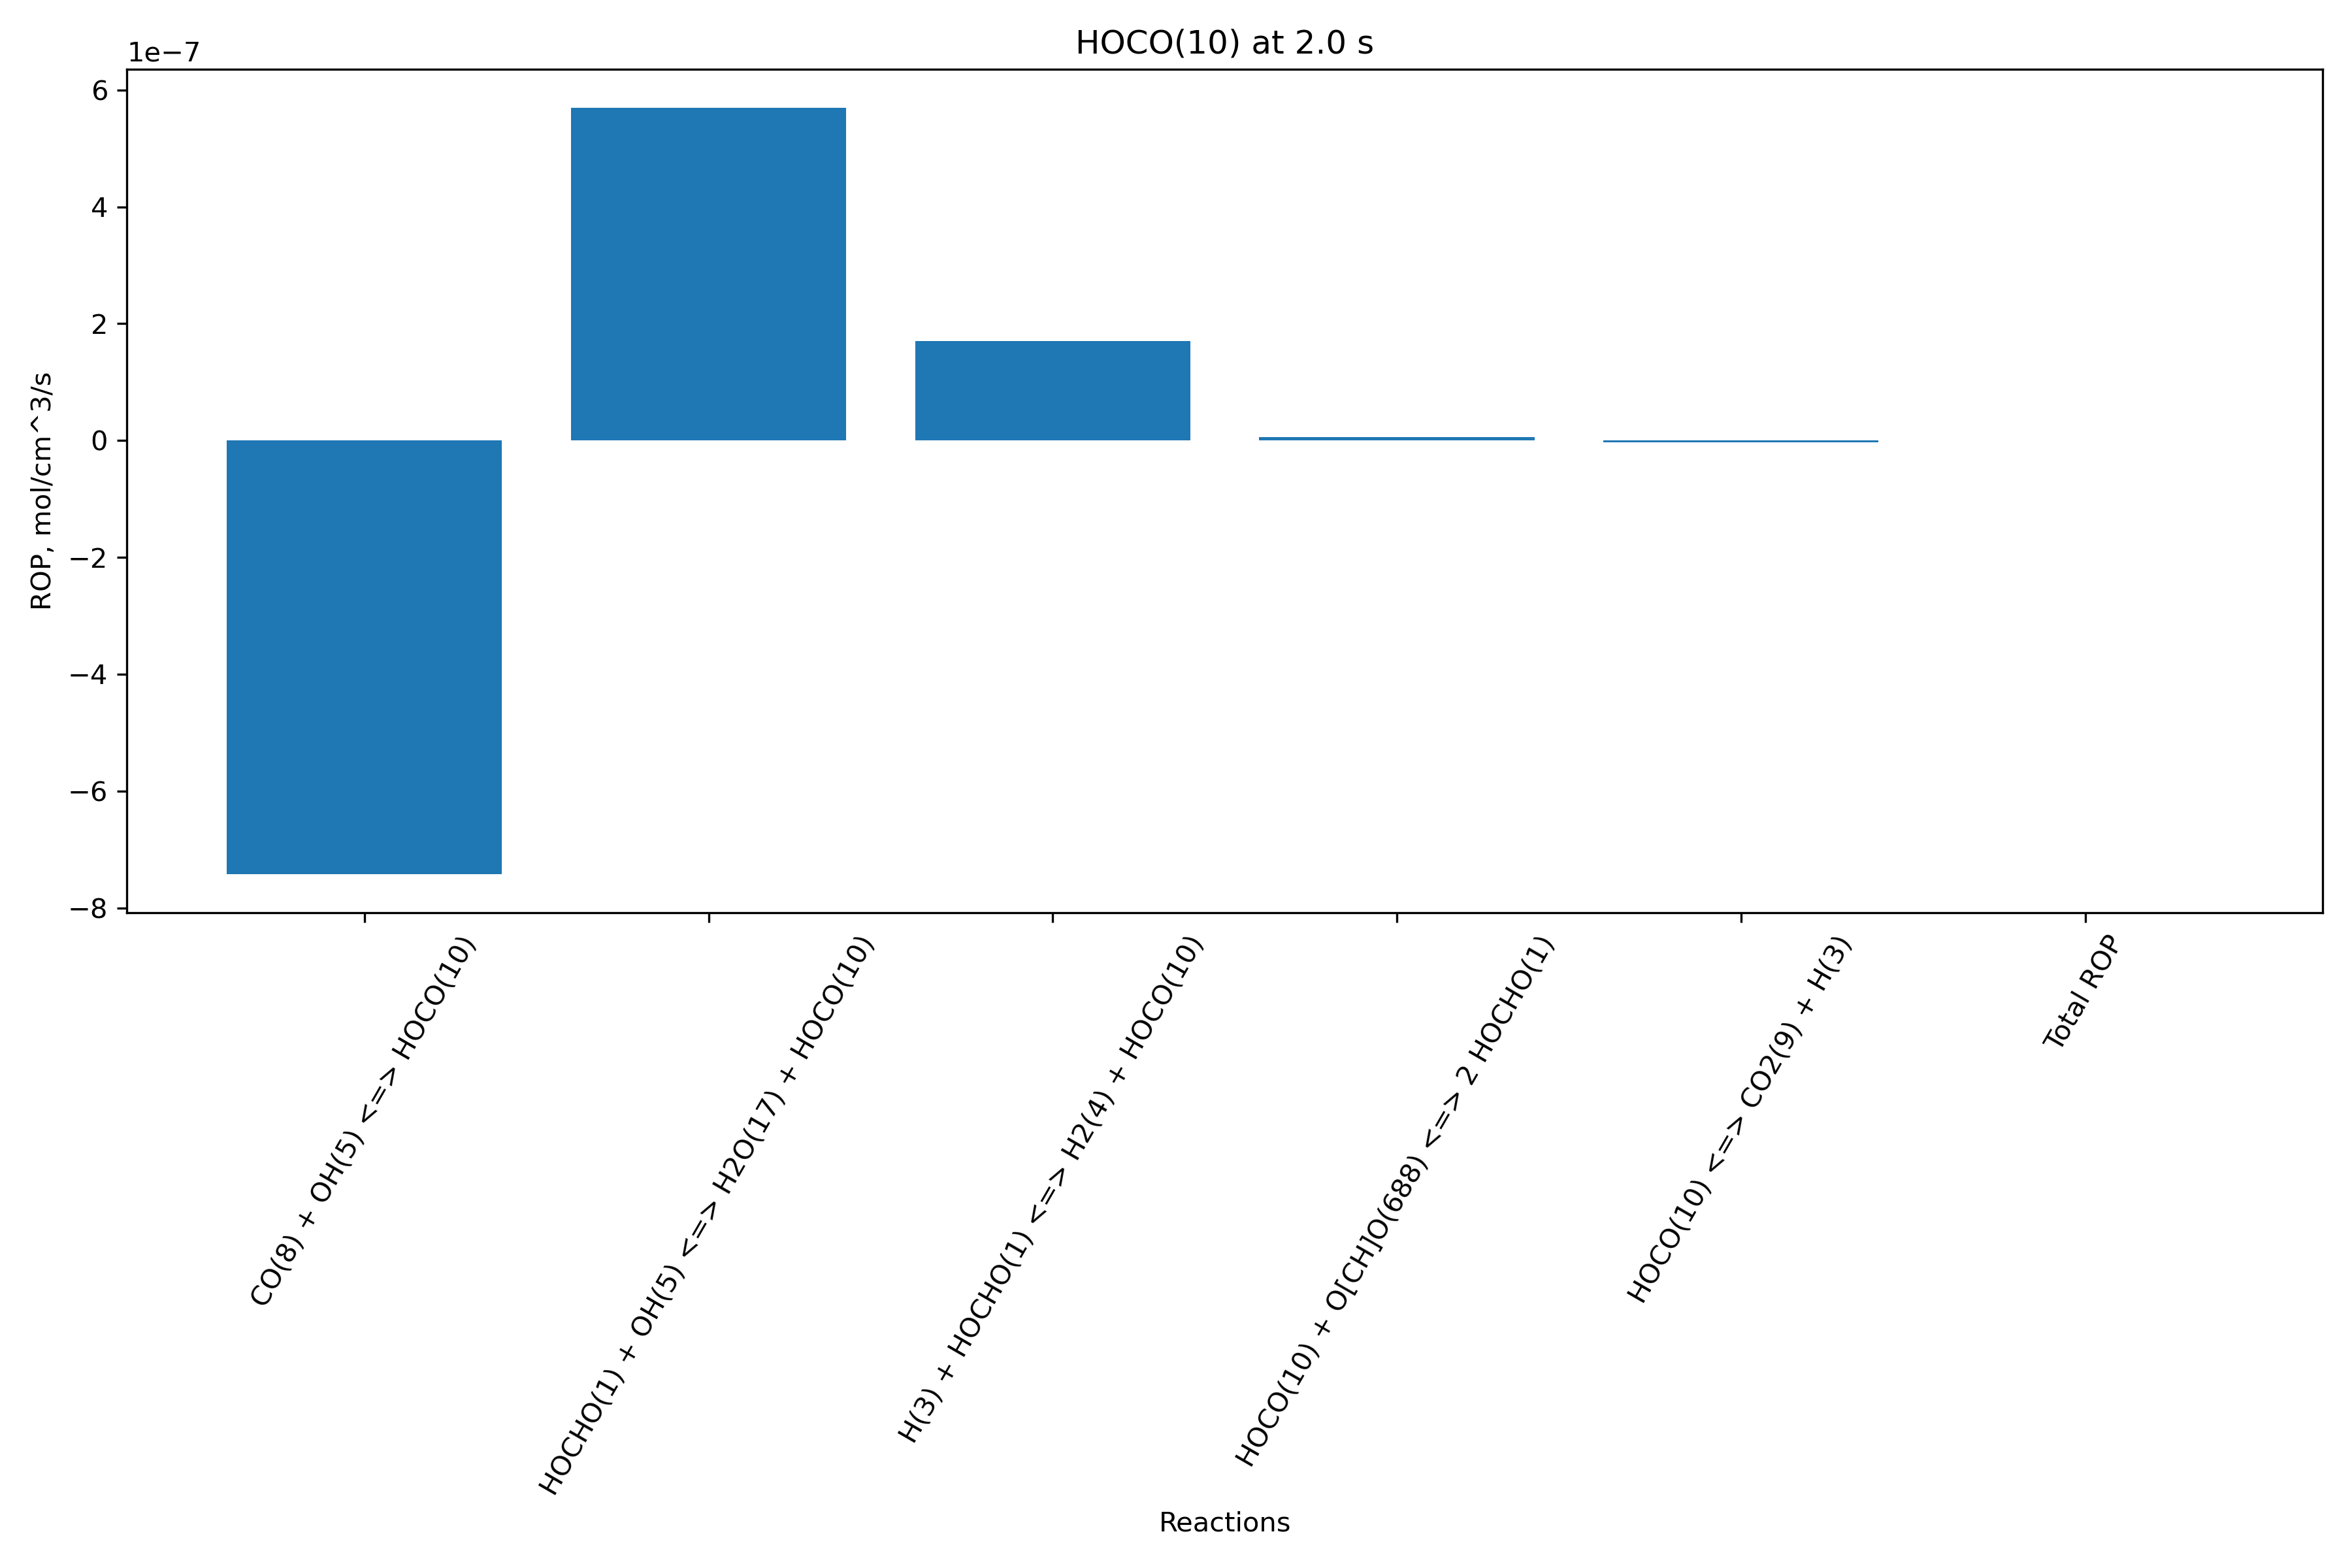 HOCO(10) at 2.0 s
1e−7
6
4
2
0
−2
−4
−6
−8
ROP, mol/cm^3/s
CO(8) + OH(5) <=> HOCO(10)
HOCHO(1) + OH(5) <=> H2O(17) + HOCO(10)
H(3) + HOCHO(1) <=> H2(4) + HOCO(10)
HOCO(10) + O[CH]O(688) <=> 2 HOCHO(1)
HOCO(10) <=> CO2(9) + H(3)
Total ROP
Reactions